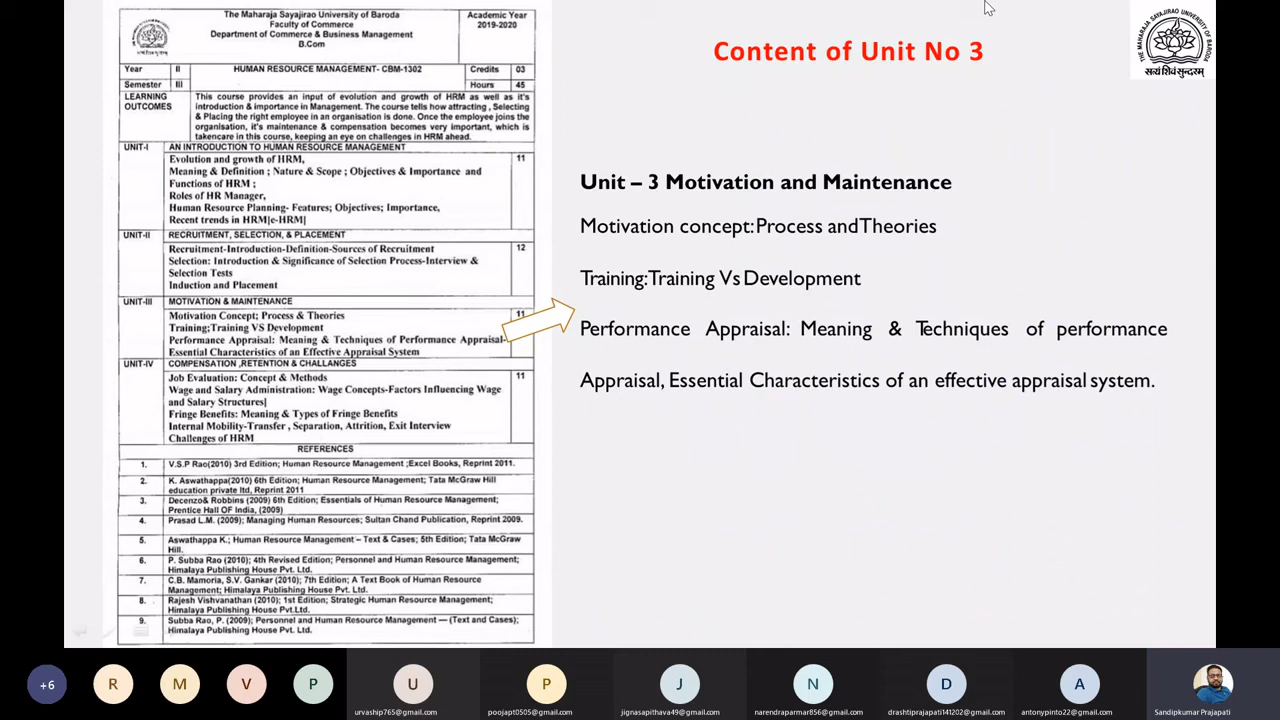 The Maharaja Sayajirao University of Baroda
Faculty of Commerce
Department of Commerce & Business Management
B.Com
Academic Year
2019-2020
Year II HUMAN RESOURCE MANAGEMENT- CBM-1302 Credits 03
Semester III Hours 45
LEARNING OUTCOMES
This course provides an input of evolution and growth of HRM as well as it's
introduction & importance in Management. The course tells how attracting , Selecting
& Placing the right employee in an organisation is done. Once the employee joins the
organisation, it's maintenance & compensation becomes very important, which is
takencare in this course, keeping an eye on challenges in HRM ahead.
UNIT-I AN INTRODUCTION TO HUMAN RESOURCE MANAGEMENT
Evolution and growth of HRM, 11
Meaning & Definition ; Nature & Scope ; Objectives & Importance and
Functions of HRM ;
Roles of HR Manager,
Human Resource Planning- Features; Objectives; Importance,
Recent trends in HRM[e-HRM]
UNIT-II RECRUITMENT, SELECTION, & PLACEMENT
Recruitment-Introduction-Definition-Sources of Recruitment 12
Selection: Introduction & Significance of Selection Process-Interview &
Selection Tests
Induction and Placement
UNIT-III MOTIVATION & MAINTENANCE
Motivation Concept; Process & Theories 11
Training;Training VS Development
Performance Appraisal: Meaning & Techniques of Performance Appraisal-
Essential Characteristics of an Effective Appraisal System
UNIT-IV COMPENSATION ,RETENTION & CHALLANGES
Job Evaluation: Concept & Methods 11
Wage and Salary Administration: Wage Concepts-Factors Influencing Wage
and Salary Structures|
Fringe Benefits: Meaning & Types of Fringe Benefits
Internal Mobility-Transfer , Separation, Attrition, Exit Interview
Challenges of HRM
REFERENCES
1. V.S.P Rao(2010) 3rd Edition; Human Resource Management ;Excel Books, Reprint 2011.
2. K. Aswathappa(2010) 6th Edition; Human Resource Management; Tata McGraw Hill
education private ltd, Reprint 2011
3. Decenzo& Robbins (2009) 6th Edition; Essentials of Human Resource Management;
Prentice Hall OF India, (2009)
4. Prasad L.M. (2009); Managing Human Resources; Sultan Chand Publication, Reprint 2009.
5. Aswathappa K.; Human Resource Management – Text & Cases; 5th Edition; Tata McGraw
Hill.
6. P. Subba Rao (2010); 4th Revised Edition; Personnel and Human Resource Management;
Himalaya Publishing House Pvt. Ltd.
7. C.B. Mamoria, S.V. Gankar (2010); 7th Edition; A Text Book of Human Resource
Management; Himalaya Publishing House Pvt. Ltd.
8. Rajesh Vishvanathan (2010); 1st Edition; Strategic Human Resource Management;
Himalaya Publishing House Pvt.Ltd.
9. Subba Rao, P. (2009); Personnel and Human Resource Management — (Text and Cases);
Himalaya Publishing House Pvt. Ltd.
Content of Unit No 3
THE MAHARAJA SAYAJIRAO UNIVERSITY OF BARODA
सत्यं शिवं सुन्दरम्
Unit – 3 Motivation and Maintenance
Motivation concept: Process and Theories
Training: Training Vs Development
Performance Appraisal: Meaning & Techniques of performance
Appraisal, Essential Characteristics of an effective appraisal system.
+6 R M V P U P J N D A
urvaship765@gmail.com poojapt0505@gmail.com jignasapithava49@gmail.com narendraparmar856@gmail.com drashtiprajapati141202@gmail.com antonypinto22@gmail.com Sandipkumar Prajapati